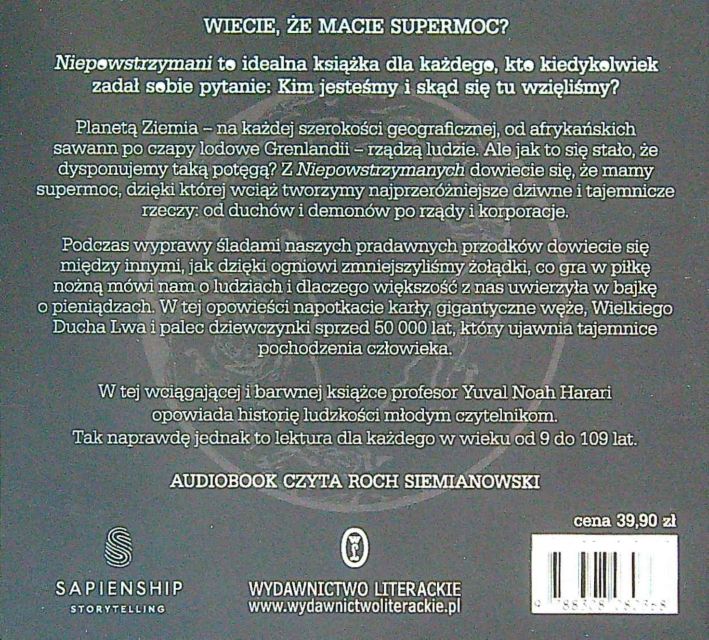 WIECIE, ŻE MACIE SUPERMOC?
Niepowstrzymani to idealna książka dla każdego, kto kiedykolwiek
zadał sobie pytanie: Kim jesteśmy i skąd się tu wzięliśmy?
Planetą Ziemia – na każdej szerokości geograficznej, od afrykańskich
sawann po czapy lodowe Grenlandii – rządzą ludzie. Ale jak to się stało, że
dysponujemy taką potęgą? Z Niepowstrzymanych dowiecie się, że mamy
supermoc, dzięki której wciąż tworzymy najprzeróżniejsze dziwne i tajemnicze
rzeczy: od duchów i demonów po rządy i korporacje.
Podczas wyprawy śladami naszych pradawnych przodków dowiecie się
między innymi, jak dzięki ogniowi zmniejszyliśmy żołądki, co gra w piłkę
nożną mówi nam o ludziach i dlaczego większość z nas uwierzyła w bajkę
o pieniądzach. W tej opowieści napotkacie karły, gigantyczne węże, Wielkiego
Ducha Lwa i palec dziewczynki sprzed 50 000 lat, który ujawnia tajemnice
pochodzenia człowieka.
W tej wciągającej i barwnej książce profesor Yuval Noah Harari
opowiada historię ludzkości młodym czytelnikom.
Tak naprawdę jednak to lektura dla każdego w wieku od 9 do 109 lat.
AUDIOBOOK CZYTA ROCH SIEMIANOWSKI
cena 39,90 zł
SAPIENSHIP
STORYTELLING
WYDAWNICTWO LITERACKIE
www.wydawnictwoliterackie.pl